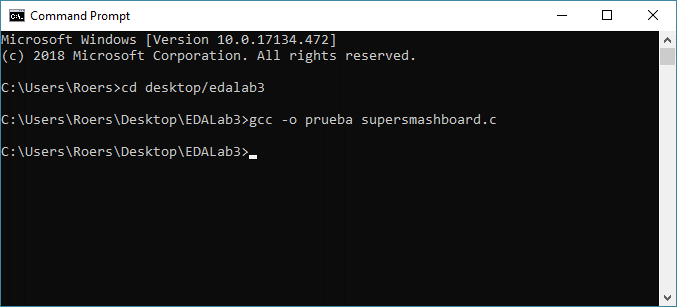 Command Prompt
Microsoft Windows [Version 10.0.17134.472]
(c) 2018 Microsoft Corporation. All rights reserved.
C:\Users\Roers>cd desktop/edalab3
C:\Users\Roers\Desktop\EDALab3>gcc -o prueba supersmashboard.c
C:\Users\Roers\Desktop\EDALab3>